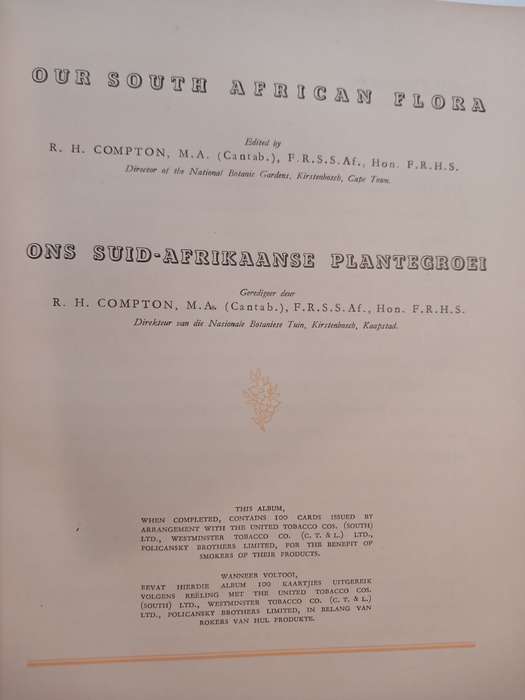 OUR SOUTH AFRICAN FLORA
Edited by
R. H. COMPTON, M.A. (Cantab.), F.R.S.S.Af., Hon. F.R.H.S.
Director of the National Botanic Gardens, Kirstenbosch, Cape Town.
ONS SUID-AFRIKAANSE PLANTEGROEI
Geredigeer deur
R. H. COMPTON, M.A. (Cantab.), F.R.S.S.Af., Hon. F.R.H.S.
Direkteur van die Nasionale Botaniese Tuin, Kirstenbosch, Kaapstad.
THIS ALBUM,
WHEN COMPLETED, CONTAINS 100 CARDS ISSUED BY
ARRANGEMENT WITH THE UNITED TOBACCO COS. (SOUTH)
LTD., WESTMINSTER TOBACCO CO. (C. T. & L.) LTD.,
POLICANSKY BROTHERS LIMITED, FOR THE BENEFIT OF
SMOKERS OF THEIR PRODUCTS.
WANNEER VOLTOOI,
BEVAT HIERDIE ALBUM 100 KAARTJIES UITGEREIK
VOLGENS REËLING MET THE UNITED TOBACCO COS.
(SOUTH) LTD., WESTMINSTER TOBACCO CO. (C. T. & L.)
LTD., POLICANSKY BROTHERS LIMITED, IN BELANG VAN
ROKERS VAN HUL PRODUKTE.